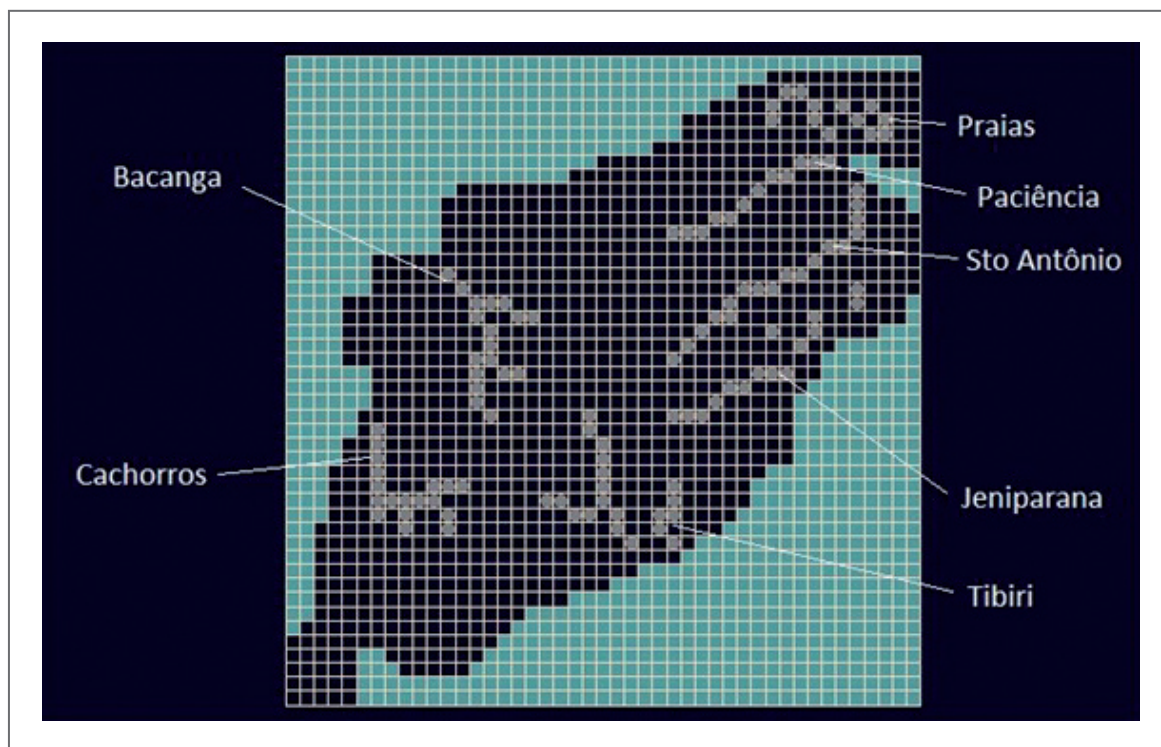 Praias
Bacanga
Paciência
Sto Antônio
Cachorros
Jeniparana
Tibiri